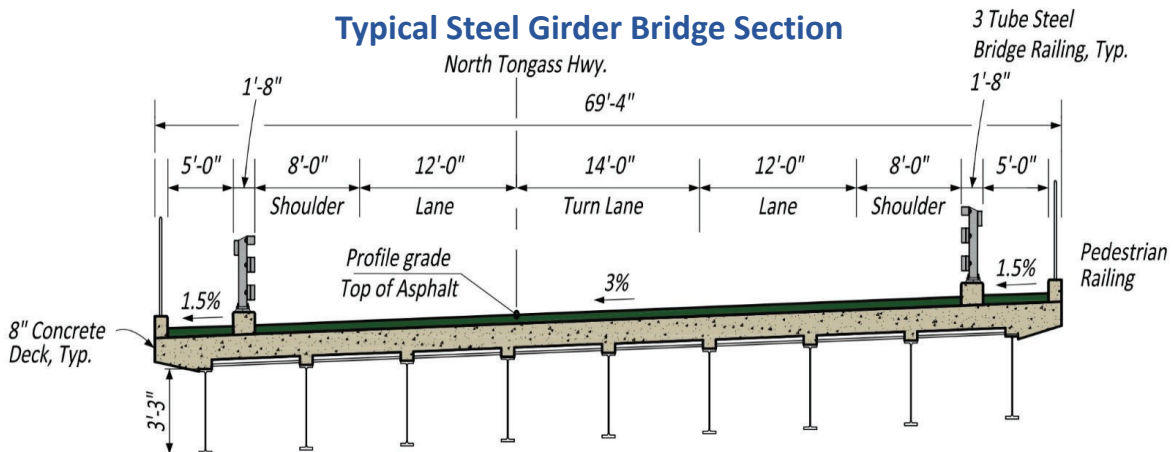 Typical Steel Girder Bridge Section
North Tongass Hwy.
3 Tube Steel
Bridge Railing, Typ.
1'-8"
1'-8"
69'-4"
5'-0"
8'-0"
12'-0"
14'-0"
12'-0"
8'-0"
5'-0"
Shoulder
Lane
Turn Lane
Lane
Shoulder
Profile grade
Top of Asphalt
Pedestrian
Railing
1.5%
3%
1.5%
8" Concrete
Deck, Typ.
3'-3"